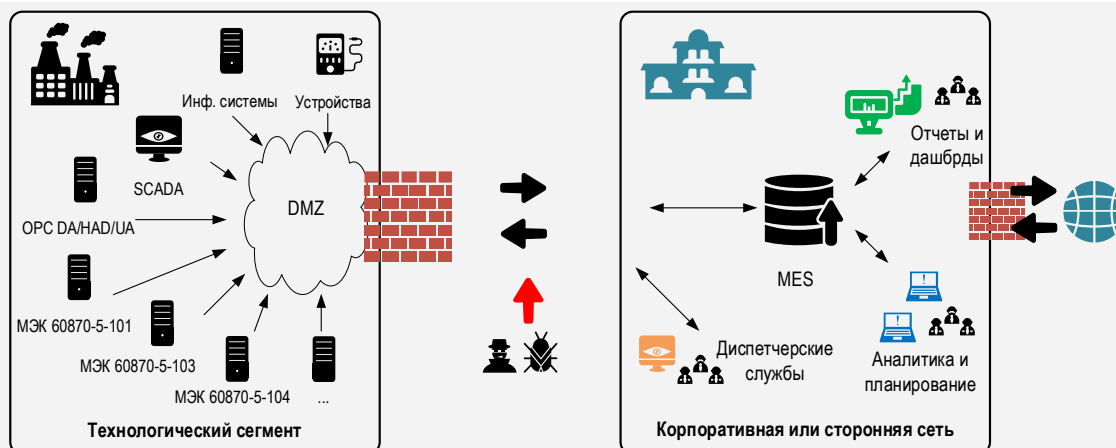 Инф. системы
Устройства
SCADA
DMZ
ОРС DA/HAD/UA
МЭК 60870-5-101
МЭК 60870-5-103
МЭК 60870-5-104
...
Технологический сегмент
Отчеты и
дашбрды
MES
Диспетчерские
службы
Аналитика и
планирование
Корпоративная или сторонняя сеть